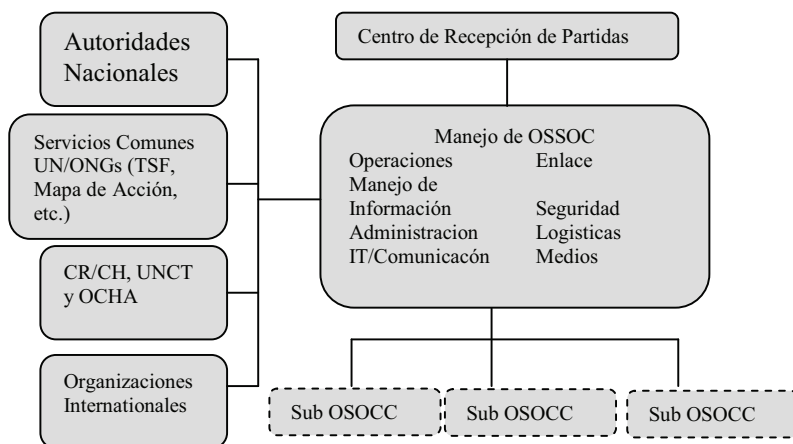 Autoridades
Nacionales
Centro de Recepción de Partidas
Servicios Comunes
UN/ONGs (TSF,
Mapa de Acción,
etc.)
Manejo de OSSOC
Operaciones Enlace
Manejo de
Información Seguridad
Administracion Logisticas
IT/Comunicacón Medios
CR/CH, UNCT
y OCHA
Organizaciones
Internationales
Sub OSOCC Sub OSOCC Sub OSOCC